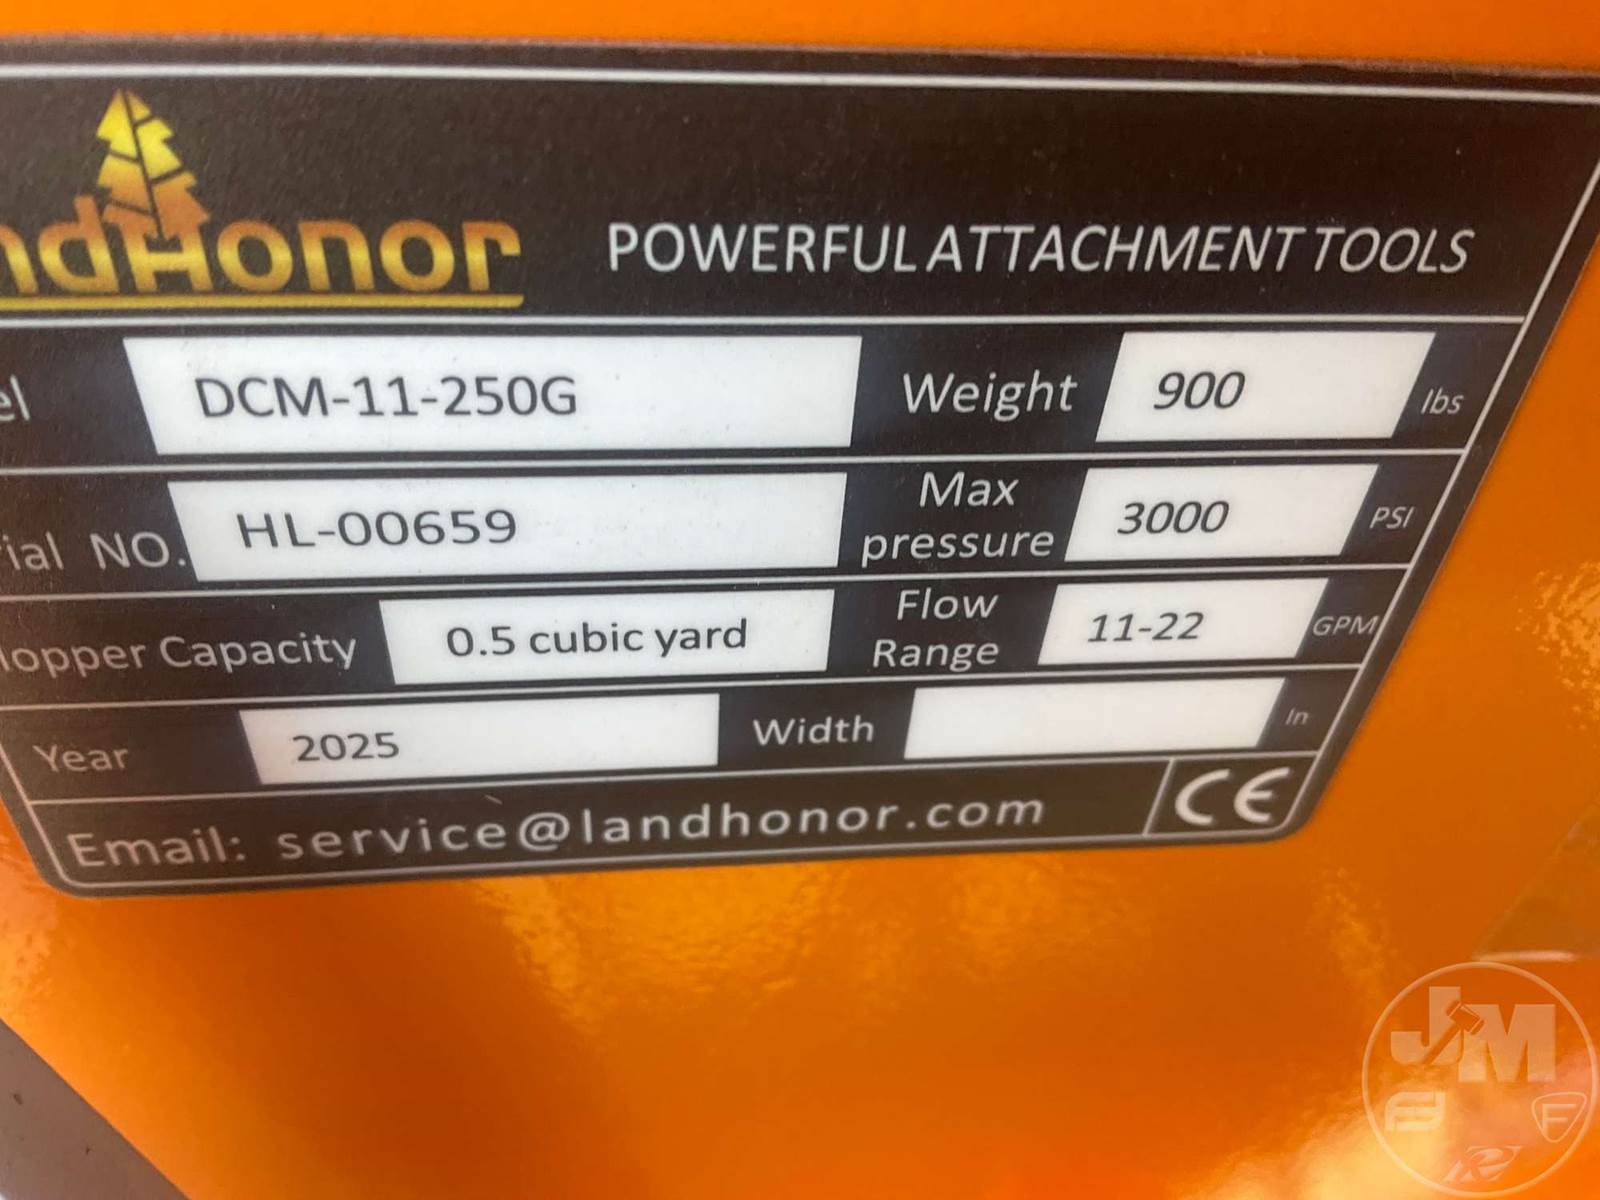 ndHonor POWERFUL ATTACHMENT TOOLS
el DCM-11-250G Weight 900 lbs
rial NO. HL-00659 Max pressure 3000 PSI
Hopper Capacity 0.5 cubic yard Flow Range 11-22 GPM
Year 2025 Width In
Email: service@landhonor.com CE
JM